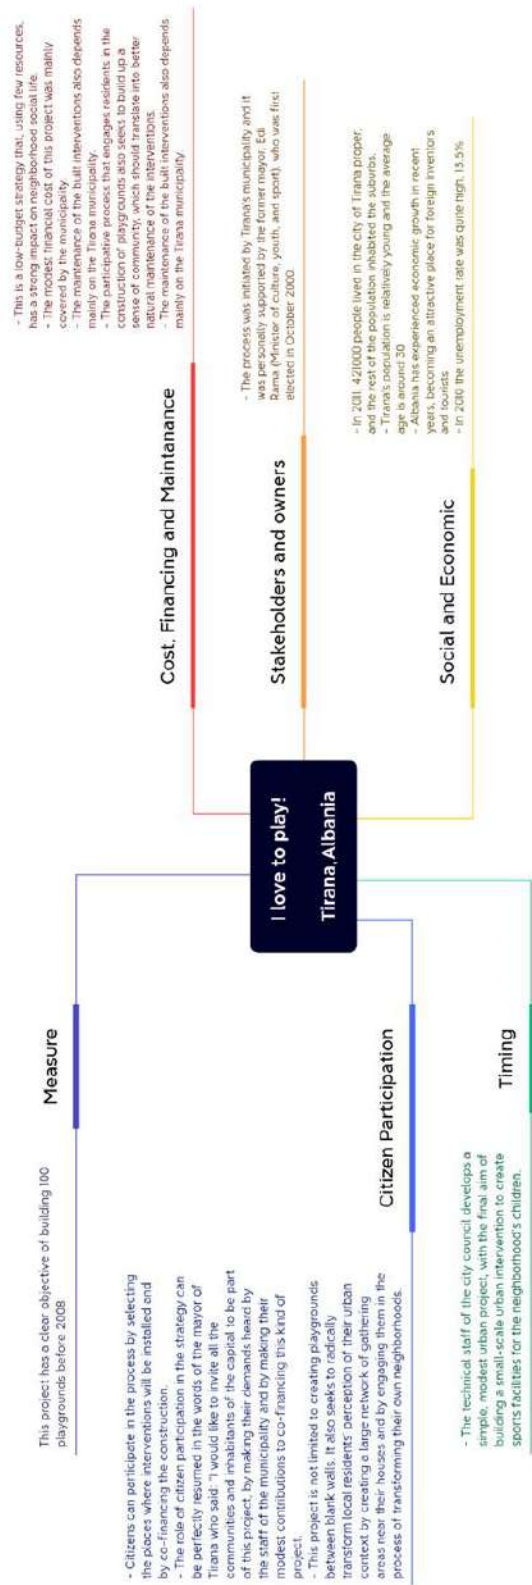 I love to play!
Tirana,Albania
Measure
This project has a clear objective of building 100
playgrounds before 2008
Citizen Participation
- Citizens can participate in the process by selecting
the places where interventions will be installed and
by co-financing the construction.
- The role of citizen participation in the strategy can
be perfectly resumed in the words of the mayor of
Tirana who said: "I would like to invite all the
communities and inhabitants of the capital to be part
of this project, by making their demands heard by
the staff of the municipality and by making their
modest contributions to co-financing this kind of
project.
- This project is not limited to creating playgrounds
between blank walls. It also seeks to radically
transform local residents' perception of their urban
context by creating a large network of gathering
areas near their houses and by engaging them in the
process of transforming their own neighborhoods.
Timing
- The technical staff of the city council develops a
simple, modest urban project, with the final aim of
building a small-scale urban intervention to create
sports facilities for the neighborhood's children.
Cost, Financing and Maintanance
- This is a low-budget strategy that, using few resources,
has a strong impact on neighborhood social life.
- The modest financial cost of this project was mainly
covered by the municipality
- The maintenance of the built interventions also depends
mainly on the Tirana municipality.
- The participative process that engages residents in the
construction of playgrounds also seeks to build up a
sense of community, which should translate into better
natural maintenance of the interventions.
- The maintenance of the built interventions also depends
mainly on the Tirana municipality
Stakeholders and owners
- The process was initiated by Tirana's municipality and it
was personally supported by the former mayor, Edi
Rama (Minister of culture, youth, and sport), who was first
elected in October 2000
Social and Economic
- In 2011, 421000 people lived in the city of Tirana proper,
and the rest of the population inhabited the suburbs.
- Tirana's population is relatively young and the average
age is around 30
- Albania has experienced economic growth in recent
years, becoming an attractive place for foreign inventors
and tourists
- In 2010 the unemployment rate was quite high, 13.5%